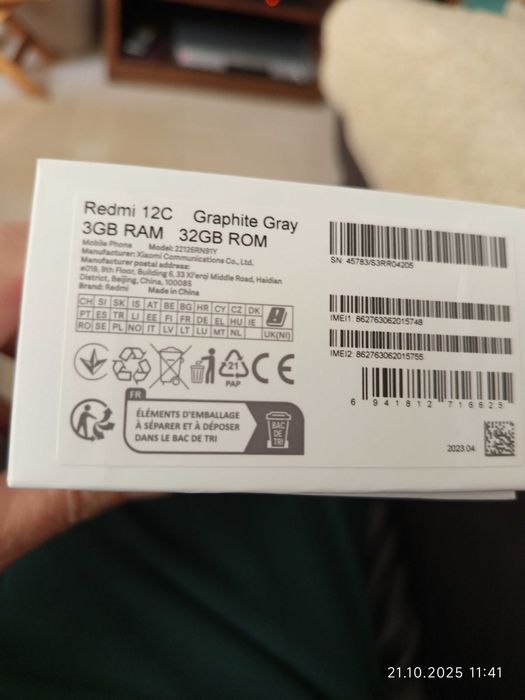 Redmi 12C Graphite Gray
3GB RAM 32GB ROM
Mobile Phone Model: 22126RN91Y
Manufacturer: Xiaomi Communications Co., Ltd.
Manufacturer postal address:
#019, 9th Floor, Building 6, 33 Xi'erqi Middle Road, Haidian
District, Beijing, China, 100085
Brand: Redmi Made in China
CH SI SK IS AT BE BG HR CY CZ DK
PT ES TR LI EE FI FR DE EL HU IE
RO SE PL NO IT LV LT LU MT NL UK(NI)
21
PAP
CE
FR
ÉLÉMENTS D'EMBALLAGE
À SÉPARER ET À DÉPOSER
DANS LE BAC DE TRI
BAC
DE
TRI
SN: 45783/S3RR04205
IMEI1: 862763062015748
IMEI2: 862763062015755
6 941812 716625
2023.04
21.10.2025 11:41